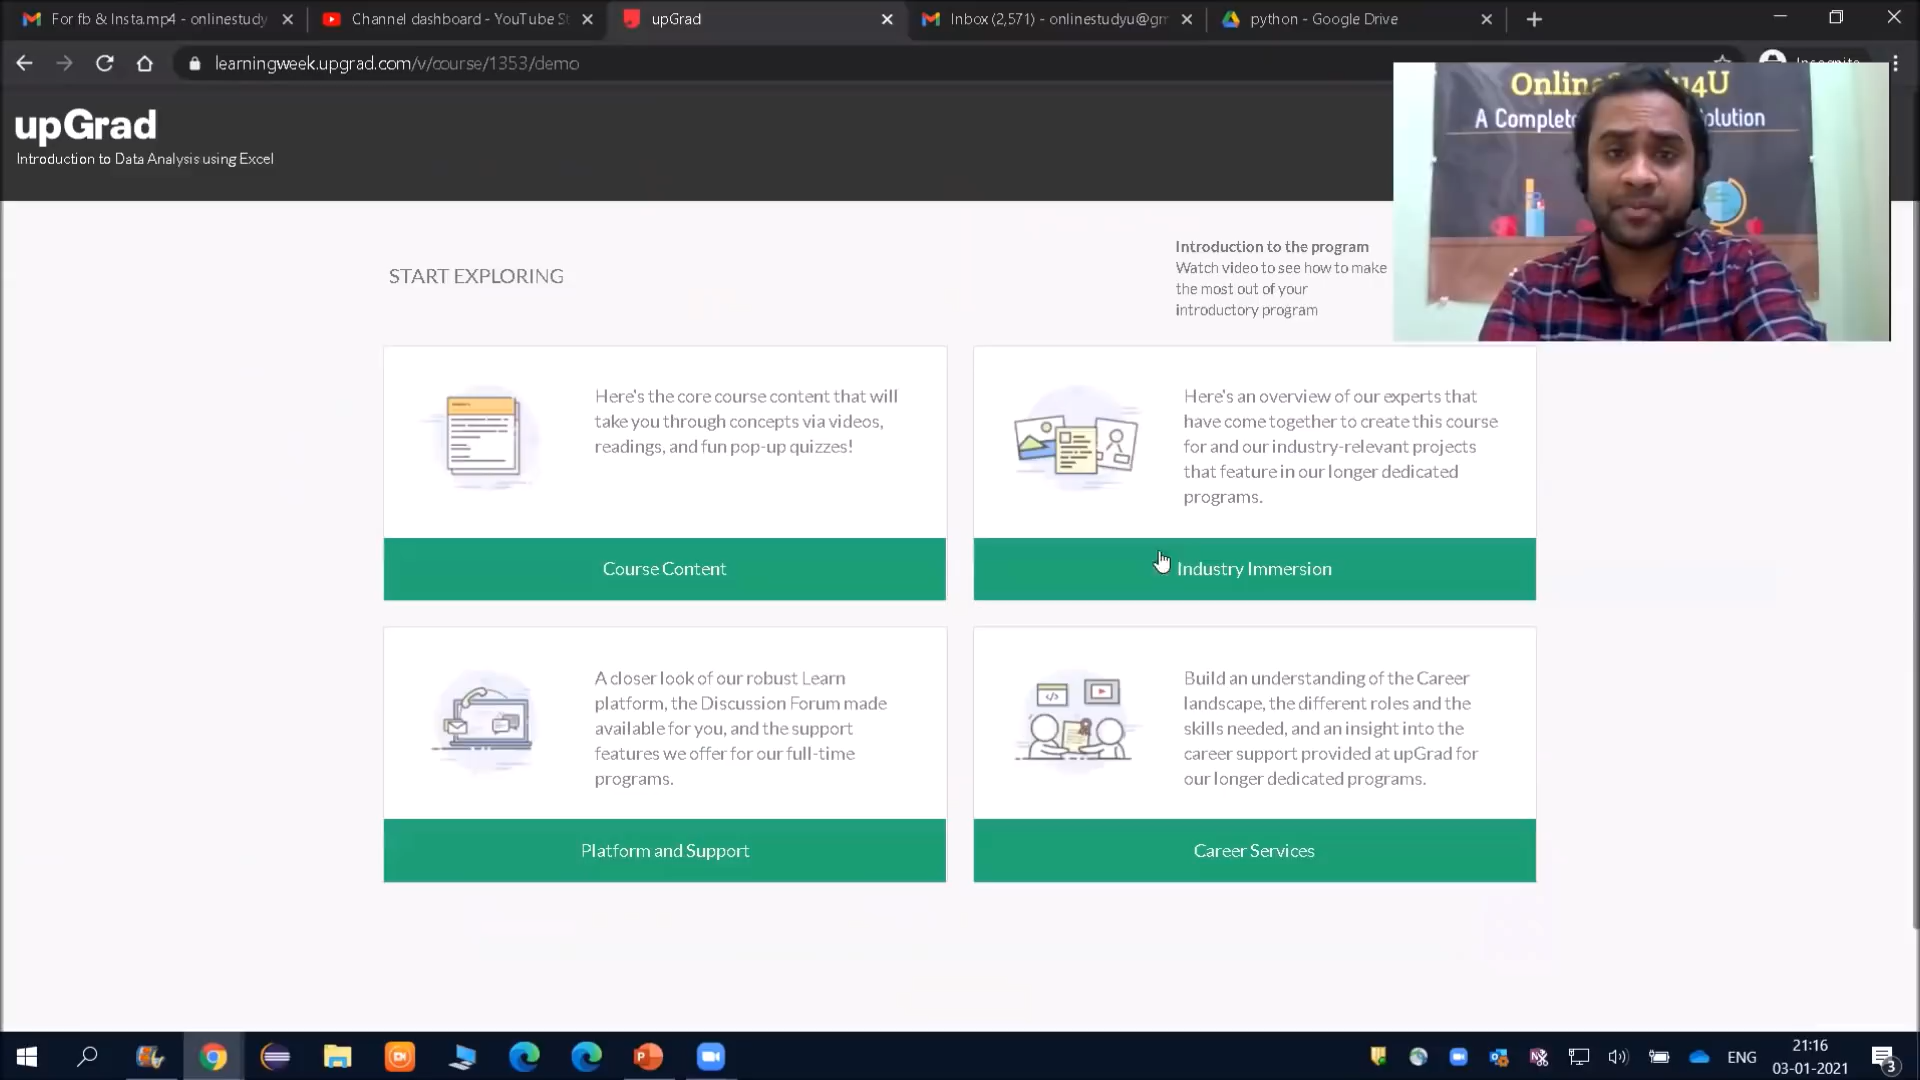 For fb & Insta.mp4 - onlinestudy
Channel dashboard - YouTube St
upGrad
Inbox (2,571) - onlinestudyu@gm
python - Google Drive
learningweek.upgrad.com/v/course/1353/demo
upGrad
Introduction to Data Analysis using Excel
A Complete
olution
START EXPLORING
Introduction to the program
Watch video to see how to make
the most out of your
introductory program
Here's the core course content that will
take you through concepts via videos,
readings, and fun pop-up quizzes!
Course Content
Here's an overview of our experts that
have come together to create this course
for and our industry-relevant projects
that feature in our longer dedicated
programs.
Industry Immersion
A closer look of our robust Learn
platform, the Discussion Forum made
available for you, and the support
features we offer for our full-time
programs.
Platform and Support
Build an understanding of the Career
landscape, the different roles and the
skills needed, and an insight into the
career support provided at upGrad for
our longer dedicated programs.
Career Services
ENG
21:16
03-01-2021
3